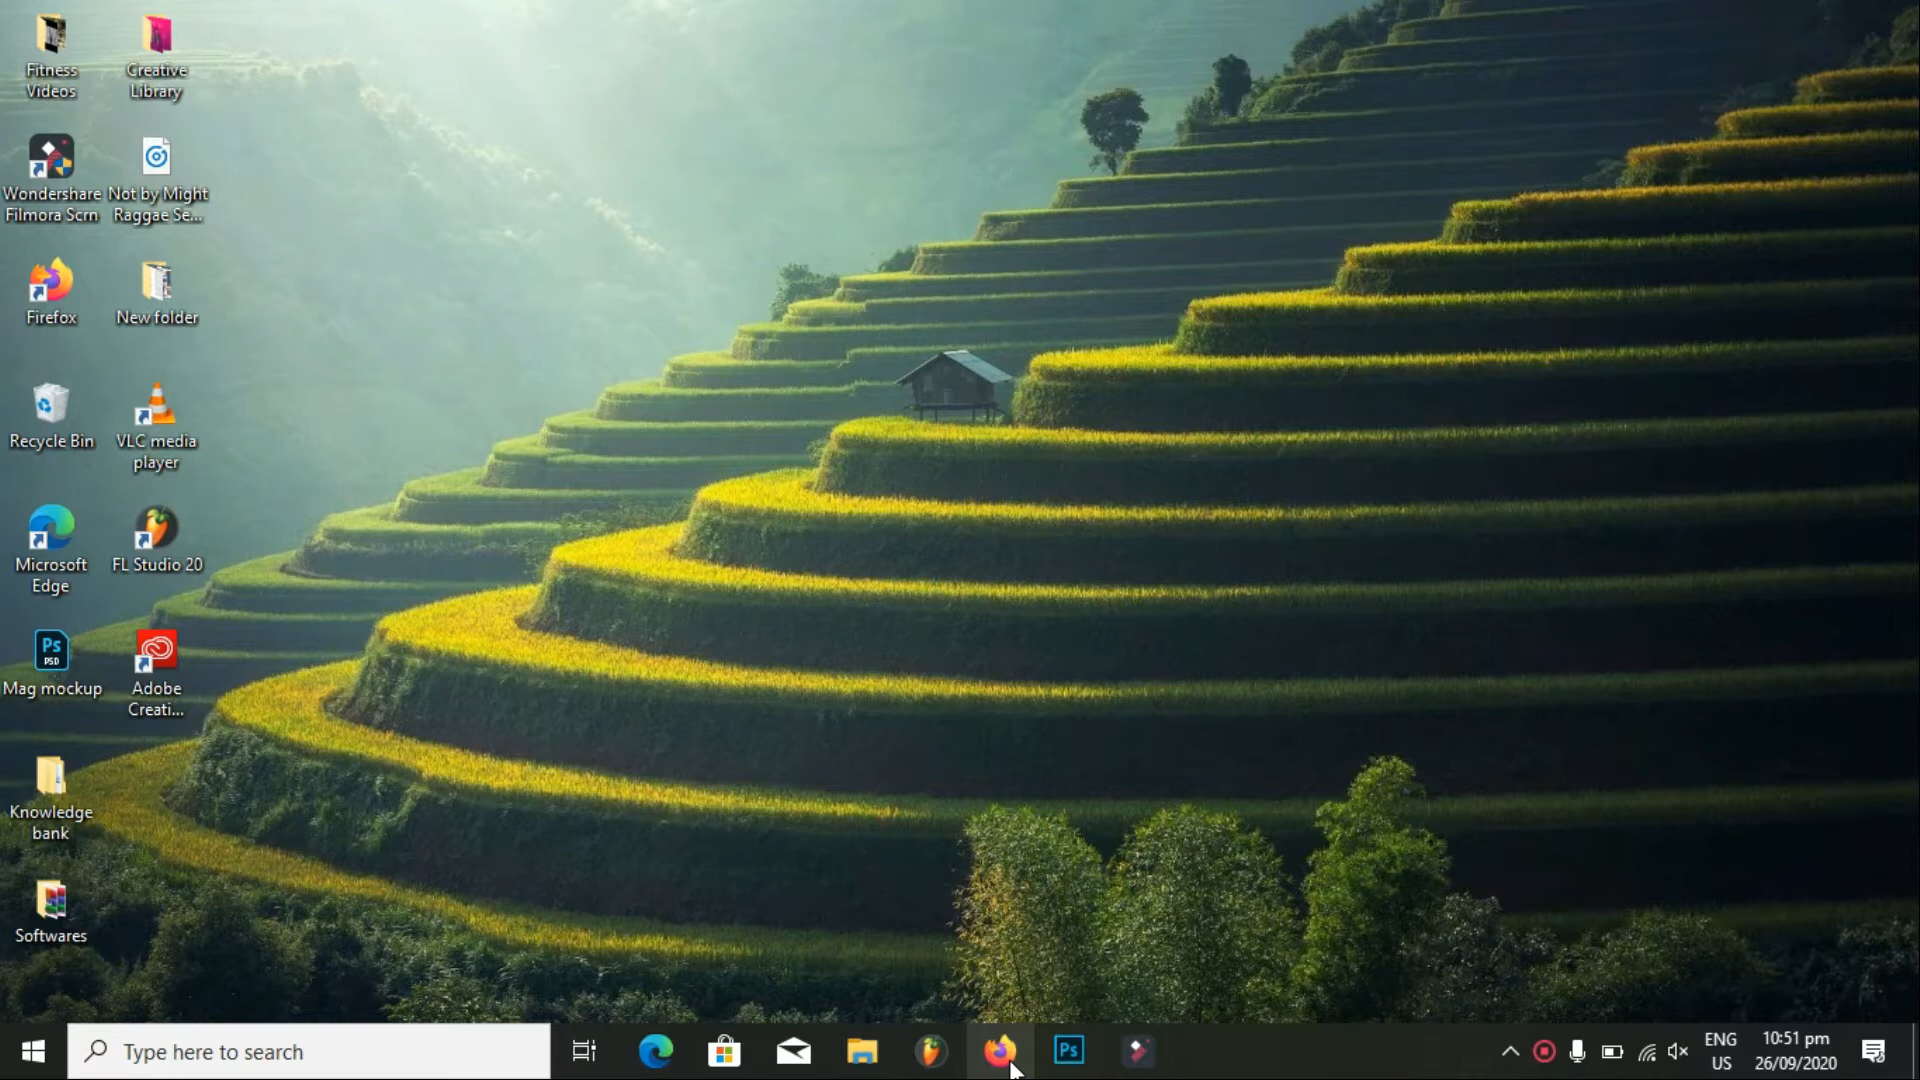 Fitness
Videos
Creative
Library
Wondershare
Filmora Scrn
Not by Might
Raggae Se...
Firefox
New folder
Recycle Bin
VLC media
player
Microsoft
Edge
FL Studio 20
Ps
PSD
Mag mockup
Adobe
Creati...
Knowledge
bank
Softwares
Type here to search
Ps
ENG
US
10:51 pm
26/09/2020